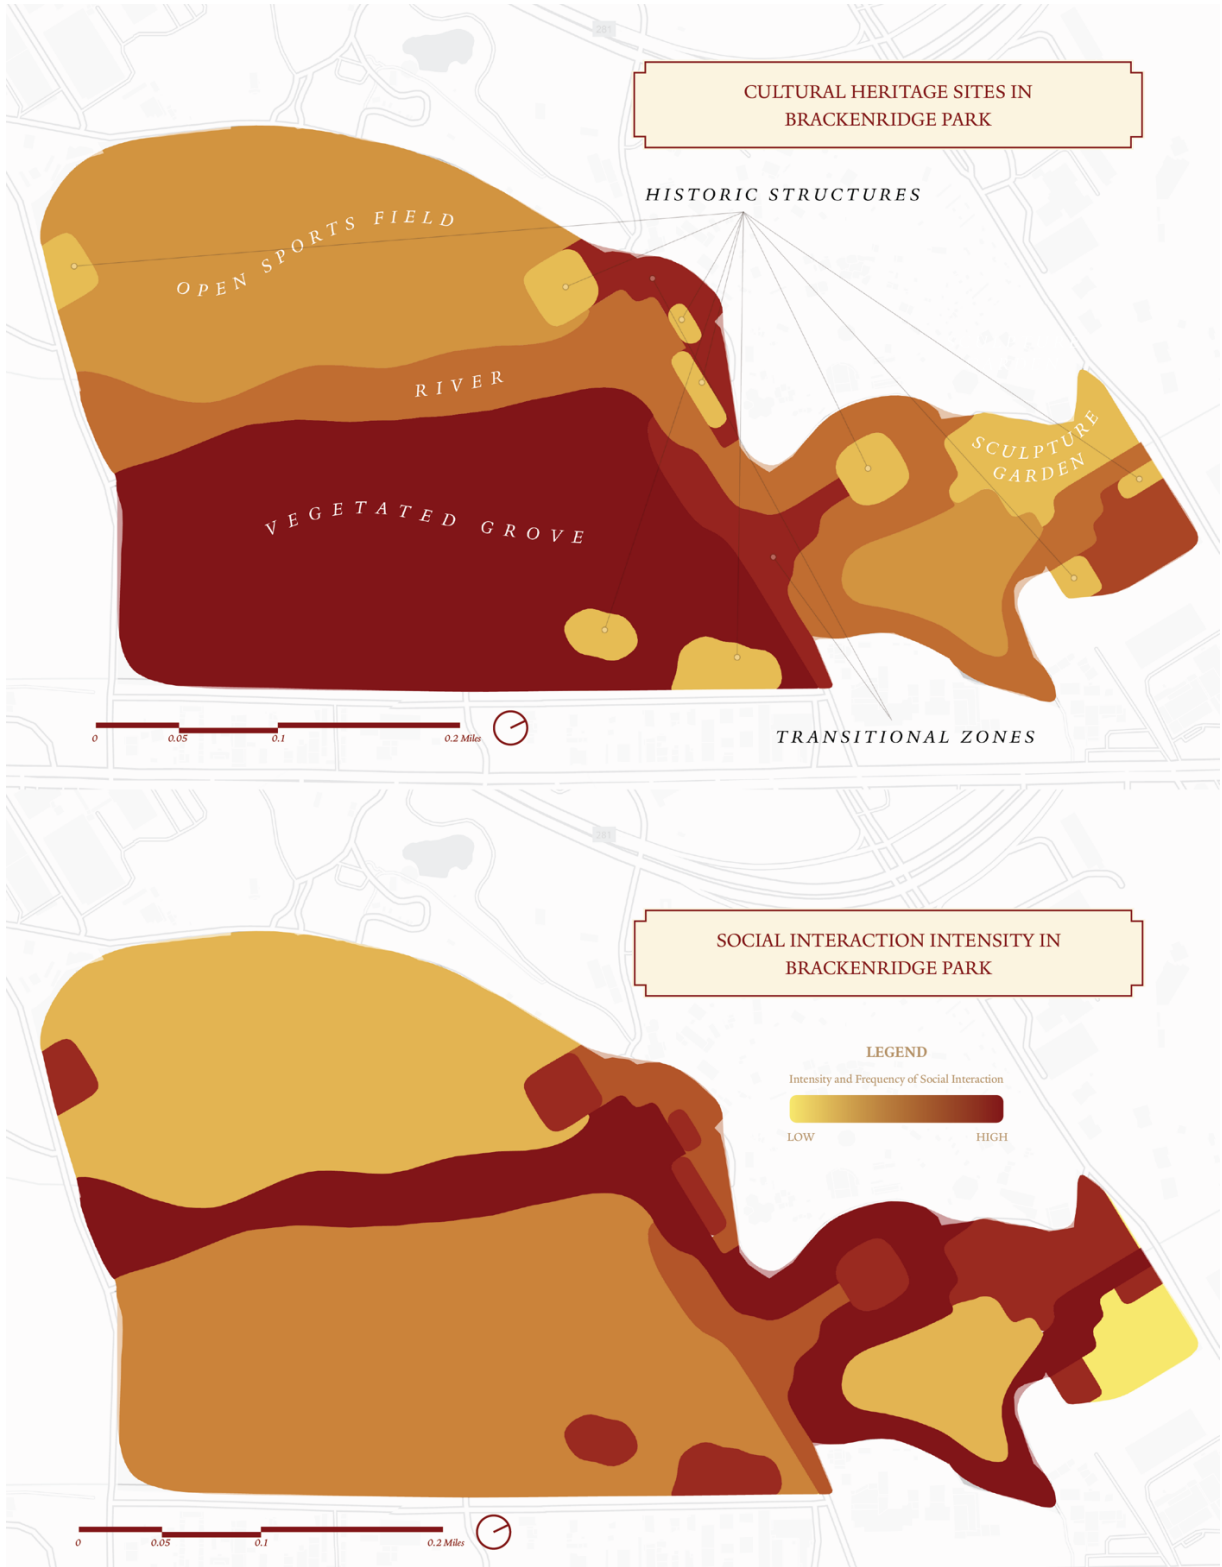 281
CULTURAL HERITAGE SITES IN
BRACKENRIDGE PARK
HISTORIC STRUCTURES
OPEN SPORTS FIELD
RIVER
SCULPTURE
GARDEN
VEGETATED GROVE
0 0.05 0.1 0.2 Miles
TRANSITIONAL ZONES
281
SOCIAL INTERACTION INTENSITY IN
BRACKENRIDGE PARK
LEGEND
Intensity and Frequency of Social Interaction
LOW HIGH
0 0.05 0.1 0.2 Miles